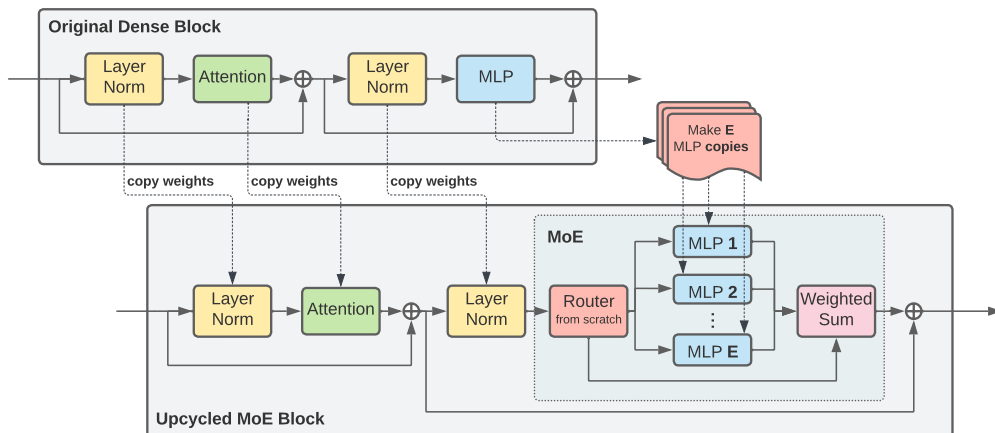 Original Dense Block
Layer
Norm
Attention
Layer
Norm
MLP
Make E
MLP copies
copy weights
copy weights
copy weights
MoE
MLP 1
MLP 2
⋮
MLP E
Layer
Norm
Attention
Layer
Norm
Router
from scratch
Weighted
Sum
Upcycled MoE Block